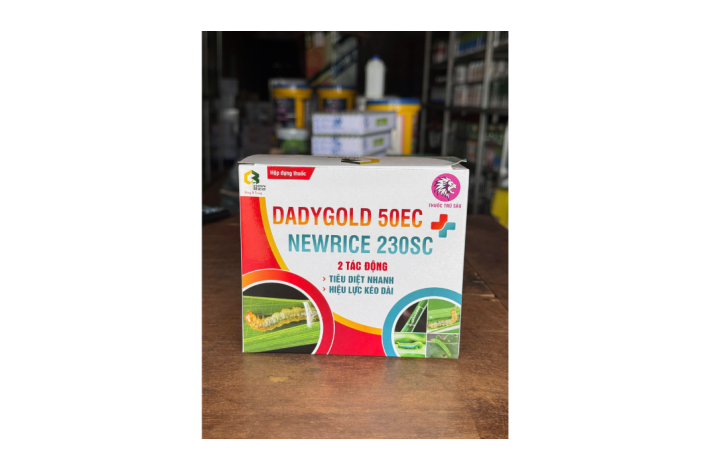 Hộp đựng thuốc
THUỐC TRỪ SÂU
DADYGOLD 50EC
NEWRICE 230SC
2 TÁC ĐỘNG
› TIÊU DIỆT NHANH
› HIỆU LỰC KÉO DÀI